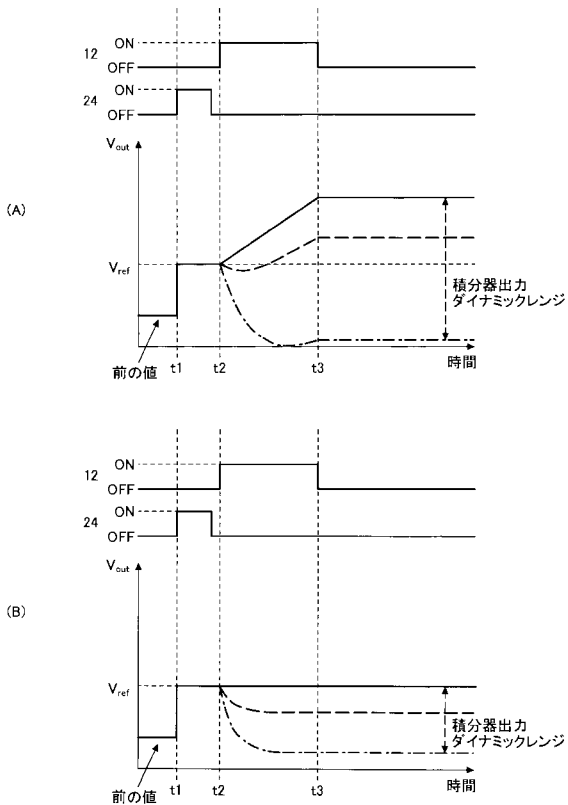 ON
12
OFF
ON
24
OFF
Vout
(A)
Vref
積分器出力
ダイナミックレンジ
前の値
t1
t2
t3
時間
ON
12
OFF
ON
24
OFF
Vout
(B)
Vref
積分器出力
ダイナミックレンジ
前の値
t1
t2
t3
時間